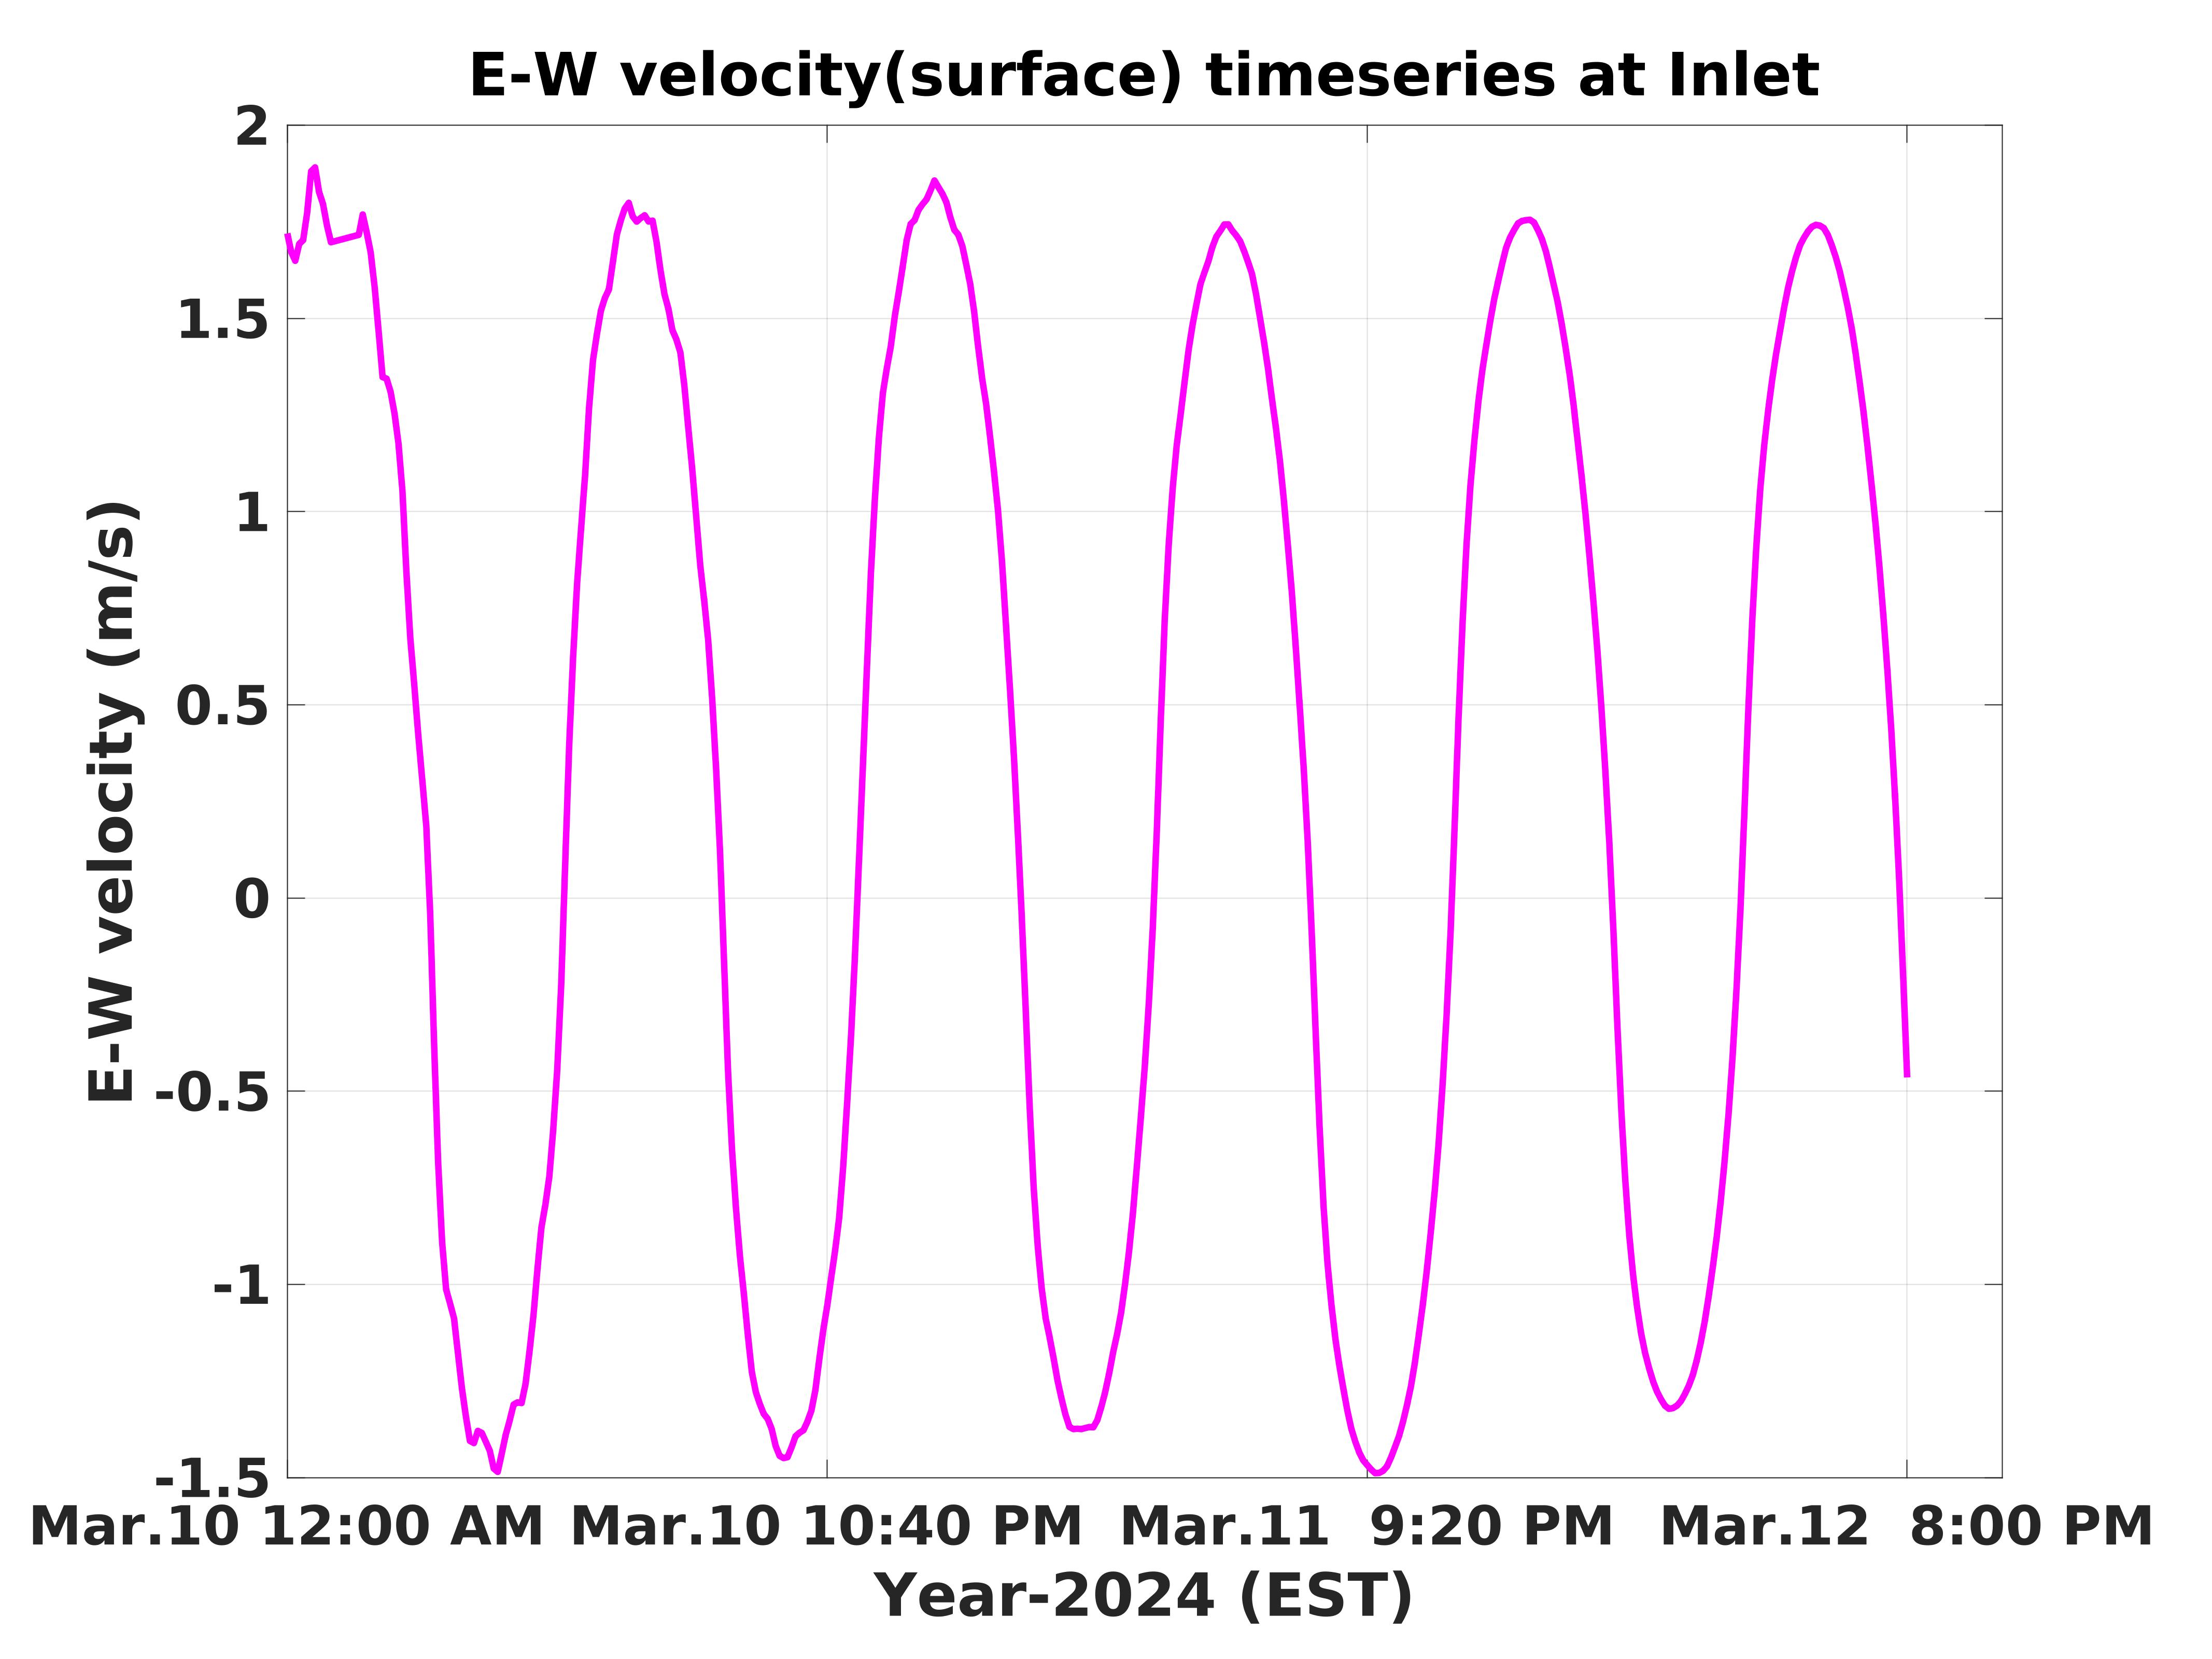 E-W velocity(surface) timeseries at Inlet
E-W velocity (m/s)
2
1.5
1
0.5
0
-0.5
-1
-1.5
Mar.10 12:00 AM Mar.10 10:40 PM Mar.11 9:20 PM Mar.12 8:00 PM
Year-2024 (EST)